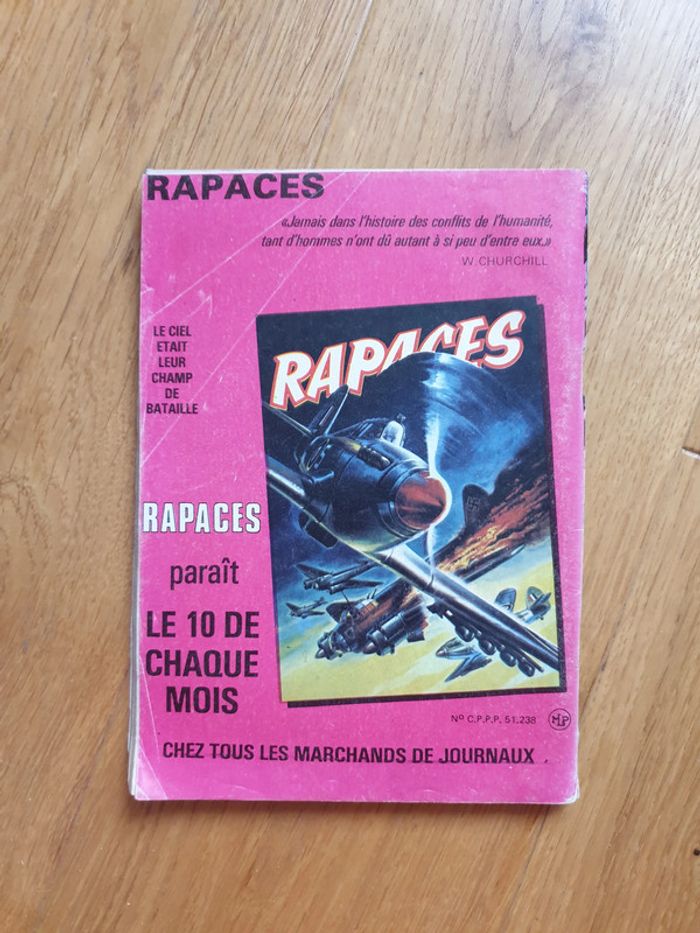 RAPACES
«Jamais dans l'histoire des conflits de l'humanité,
tant d'hommes n'ont dû autant à si peu d'entre eux.»
W. CHURCHILL
LE CIEL
ETAIT
LEUR
CHAMP
DE
BATAILLE
RAPACES
RAPACES
paraît
LE 10 DE
CHAQUE
MOIS
Nº C.P.P.P. 51.238
MLP
CHEZ TOUS LES MARCHANDS DE JOURNAUX